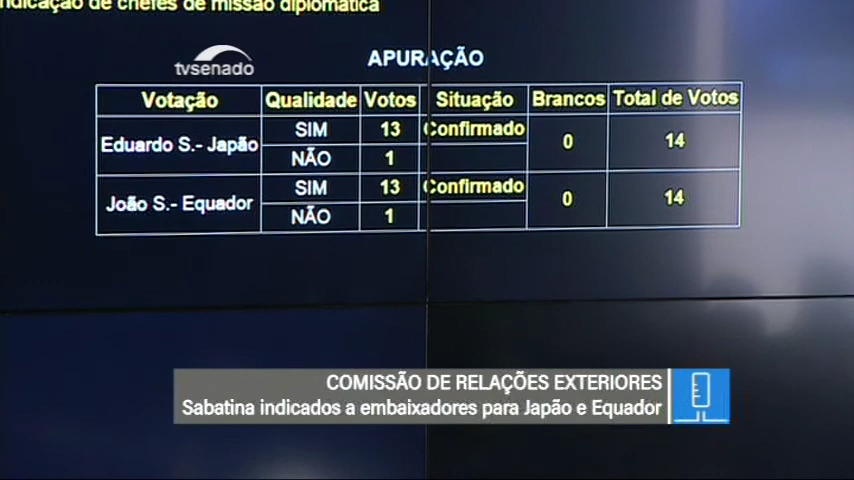 ndicação de chefes de missão diplomática
tvsenado
APURAÇÃO
Votação Qualidade Votos Situação Brancos Total de Votos
Eduardo S.- Japão SIM 13 Confirmado 0 14
NÃO 1
João S.- Equador SIM 13 Confirmado 0 14
NÃO 1
COMISSÃO DE RELAÇÕES EXTERIORES
Sabatina indicados a embaixadores para Japão e Equador